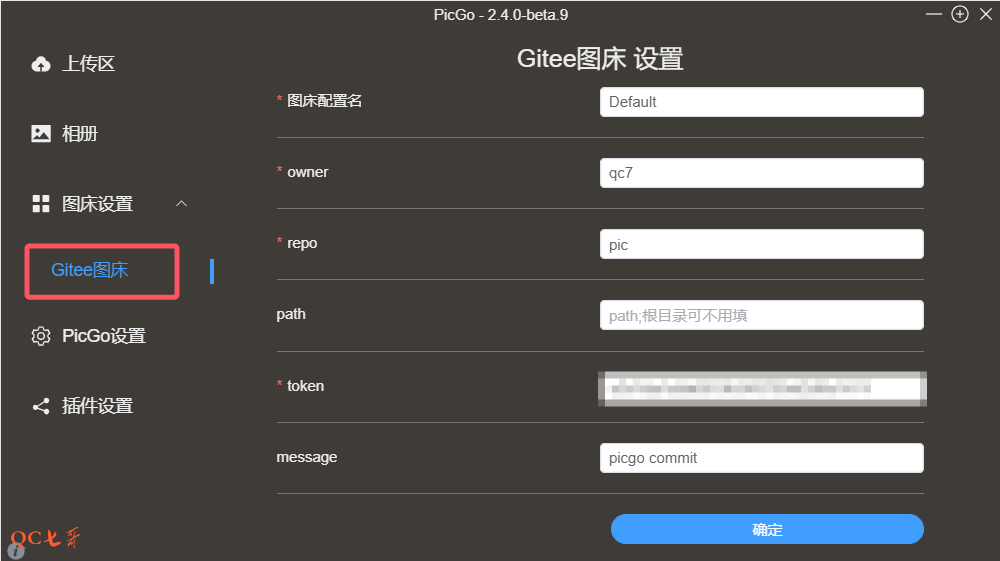 PicGo - 2.4.0-beta.9
上传区
相册
图床设置
Gitee图床
PicGo设置
插件设置
QC七哥
Gitee图床 设置
* 图床配置名
Default
* owner
qc7
* repo
pic
path
path;根目录可不用填
* token
message
picgo commit
确定